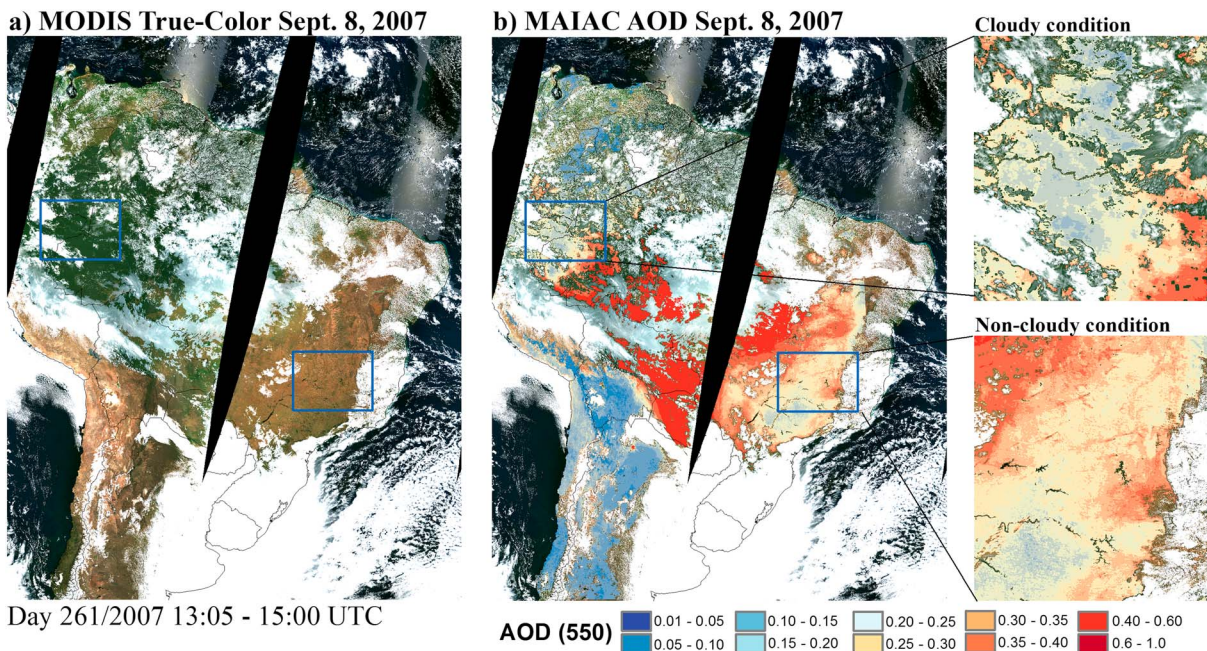 a) MODIS True-Color Sept. 8, 2007
b) MAIAC AOD Sept. 8, 2007
Cloudy condition
Non-cloudy condition
Day 261/2007 13:05 - 15:00 UTC
AOD (550)
0.01 - 0.05
0.10 - 0.15
0.20 - 0.25
0.30 - 0.35
0.40 - 0.60
0.05 - 0.10
0.15 - 0.20
0.25 - 0.30
0.35 - 0.40
0.6 - 1.0